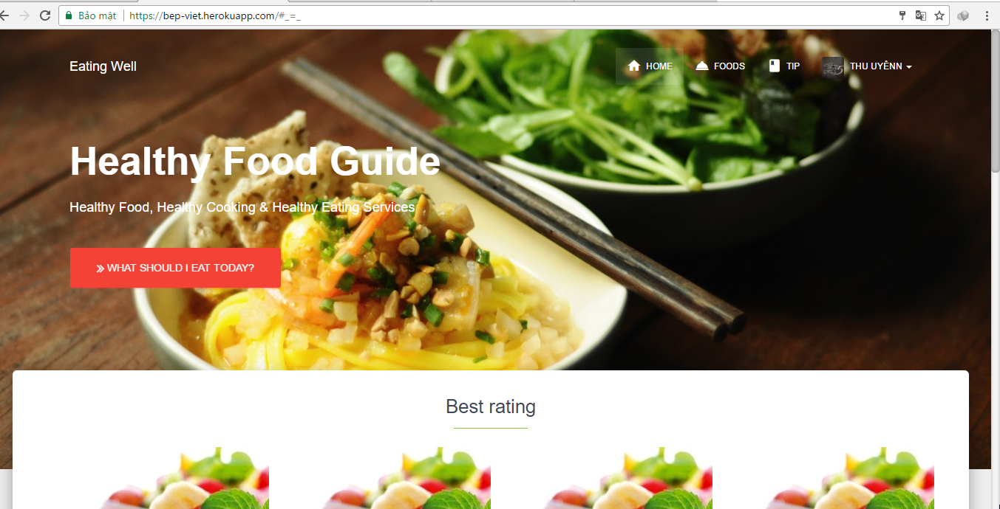 Bảo mật https://bep-viet.herokuapp.com/#_=_
Eating Well HOME FOODS TIP THU UYÊNN
Healthy Food Guide
Healthy Food, Healthy Cooking & Healthy Eating Services
WHAT SHOULD I EAT TODAY?
Best rating